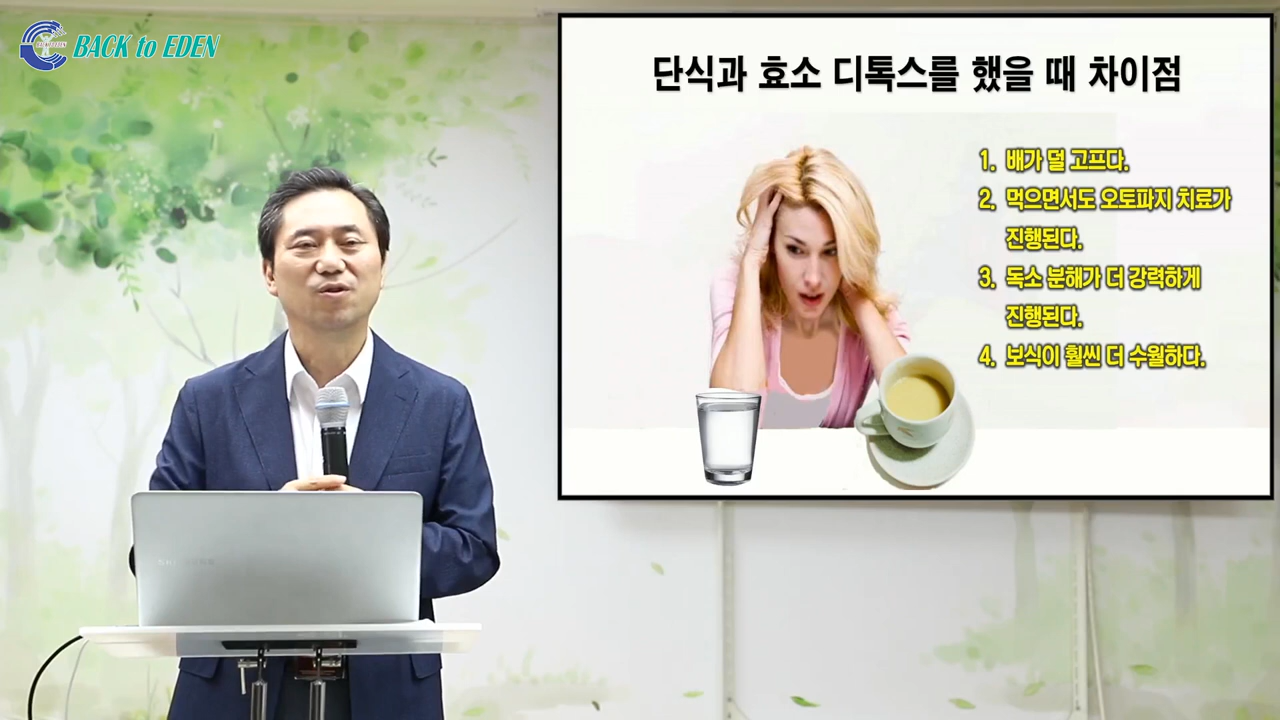 BACK to EDEN
단식과 효소 디톡스를 했을 때 차이점
1. 배가 덜 고프다.
2. 먹으면서도 오토파지 치료가
진행된다.
3. 독소 분해가 더 강력하게
진행된다.
4. 보식이 훨씬 더 수월하다.